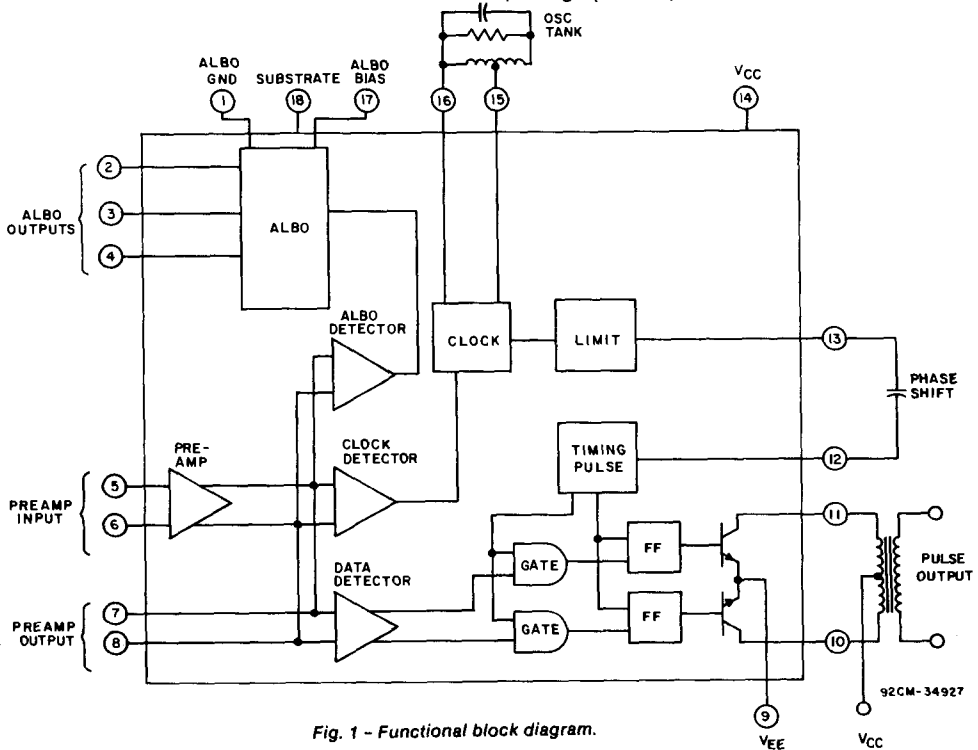 OSC
TANK
ALBO
GND
SUBSTRATE
ALBO
BIAS
VCC
1
18
17
16
15
14
2
3
4
ALBO
OUTPUTS
ALBO
ALBO
DETECTOR
CLOCK
LIMIT
13
PHASE
SHIFT
12
TIMING
PULSE
PRE-
AMP
CLOCK
DETECTOR
5
6
PREAMP
INPUT
11
FF
GATE
PULSE
OUTPUT
DATA
DETECTOR
7
8
PREAMP
OUTPUT
GATE
FF
10
92CM-34927
9
VEE
VCC
Fig. 1 – Functional block diagram.